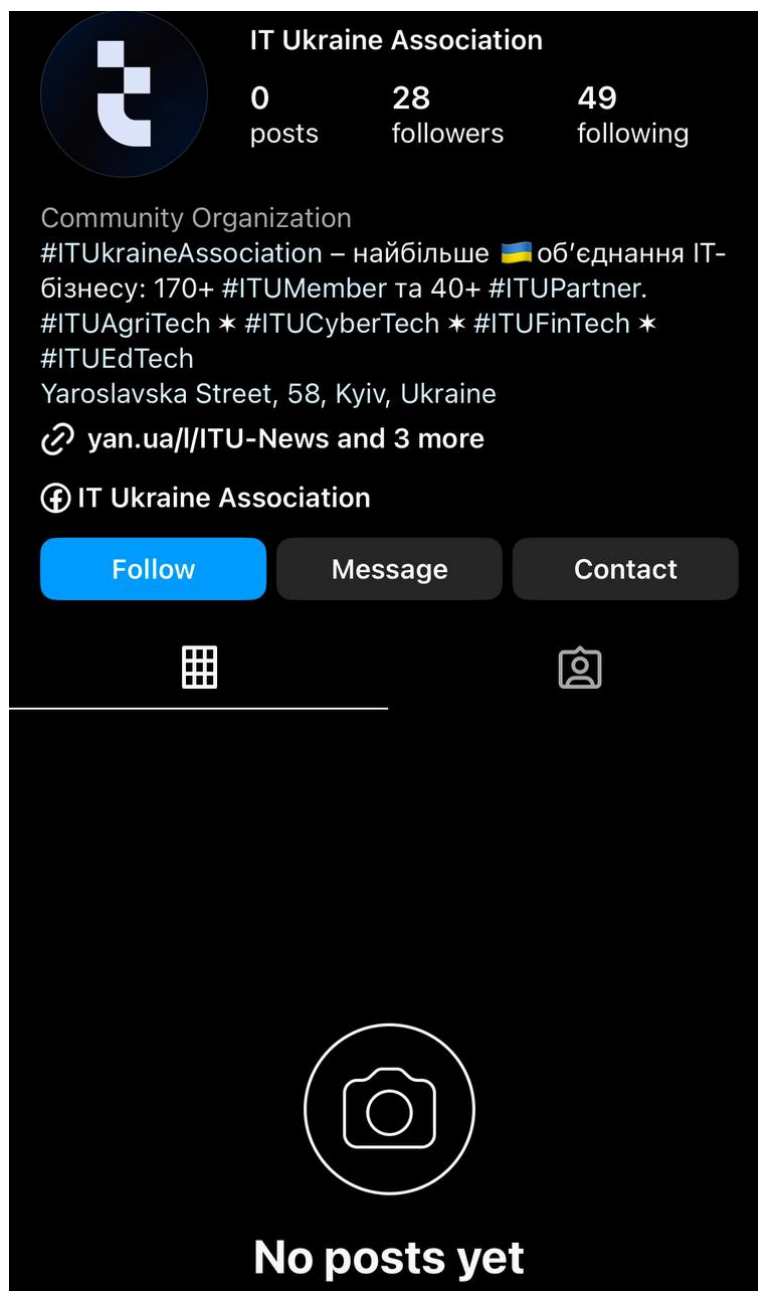 IT Ukraine Association
0
posts
28
followers
49
following
Community Organization
#ITUkraineAssociation – найбільше 🇺🇦 об’єднання ІТ-
бізнесу: 170+ #ITUMember та 40+ #ITUPartner.
#ITUAgriTech ✶ #ITUCyberTech ✶ #ITUFinTech ✶
#ITUEdTech
Yaroslavska Street, 58, Kyiv, Ukraine
yan.ua/l/ITU-News and 3 more
IT Ukraine Association
Follow
Message
Contact
No posts yet